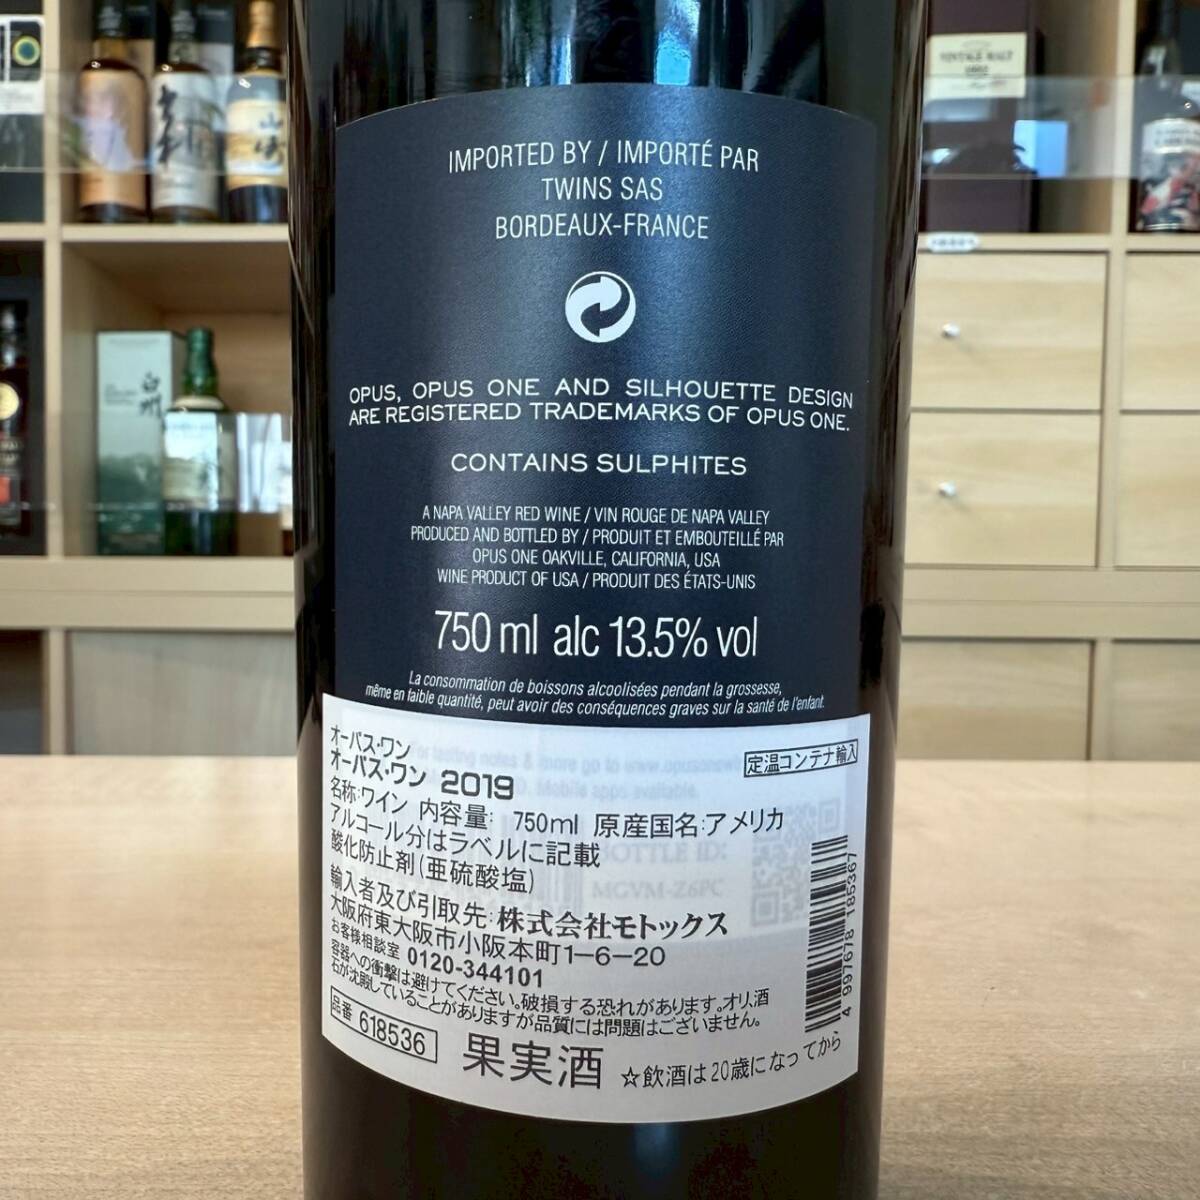 IMPORTED BY / IMPORTÉ PAR
TWINS SAS
BORDEAUX-FRANCE
OPUS, OPUS ONE AND SILHOUETTE DESIGN
ARE REGISTERED TRADEMARKS OF OPUS ONE.
CONTAINS SULPHITES
A NAPA VALLEY RED WINE / VIN ROUGE DE NAPA VALLEY
PRODUCED AND BOTTLED BY / PRODUIT ET EMBOUTEILLÉ PAR
OPUS ONE OAKVILLE, CALIFORNIA, USA
WINE PRODUCT OF USA / PRODUIT DES ÉTATS-UNIS
750 ml alc 13.5% vol
La consommation de boissons alcoolisées pendant la grossesse,
même en faible quantité, peut avoir des conséquences graves sur la santé de l'enfant.
オーパス・ワン
オーパス・ワン 2019
定温コンテナ輸入
名称:ワイン 内容量: 750ml 原産国名:アメリカ
アルコール分はラベルに記載
酸化防止剤(亜硫酸塩)
輸入者及び引取先:株式会社モトックス
大阪府東大阪市小阪本町1-6-20
お客様相談室 0120-344101
容器への衝撃は避けてください。破損する恐れがあります。オリ、酒
石が沈殿していることがありますが品質には問題はございません。
品番 618536
果実酒
☆飲酒は20歳になってから
4 997678 185367
BOTTLE ID:
MGVM-Z6PC
白州
山崎
VINTAGE MALT